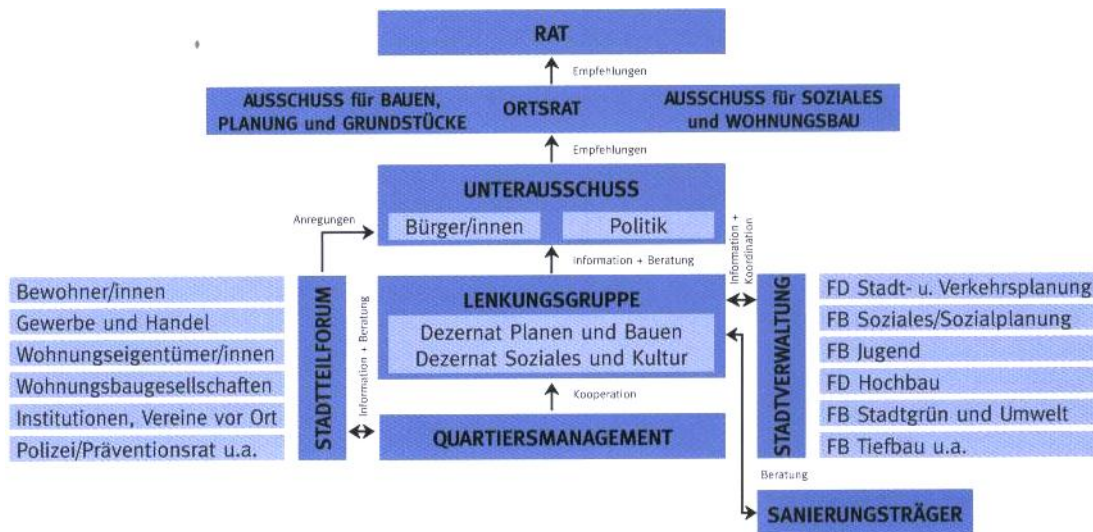 RAT
Empfehlungen
AUSSCHUSS für BAUEN,
PLANUNG und GRUNDSTÜCKE
ORTSRAT
AUSSCHUSS für SOZIALES
und WOHNUNGSBAU
Empfehlungen
UNTERAUSSCHUSS
Bürger/innen
Politik
Anregungen
Information + Beratung
Information +
Koordination
Bewohner/innen
Gewerbe und Handel
Wohnungseigentümer/innen
Wohnungsbaugesellschaften
Institutionen, Vereine vor Ort
Polizei/Präventionsrat u.a.
STADTTEILFORUM
Information + Beratung
LENKUNGSGRUPPE
Dezernat Planen und Bauen
Dezernat Soziales und Kultur
Kooperation
QUARTIERSMANAGEMENT
STADTVERWALTUNG
FD Stadt- u. Verkehrsplanung
FB Soziales/Sozialplanung
FB Jugend
FD Hochbau
FB Stadtgrün und Umwelt
FB Tiefbau u.a.
Beratung
SANIERUNGSTRÄGER